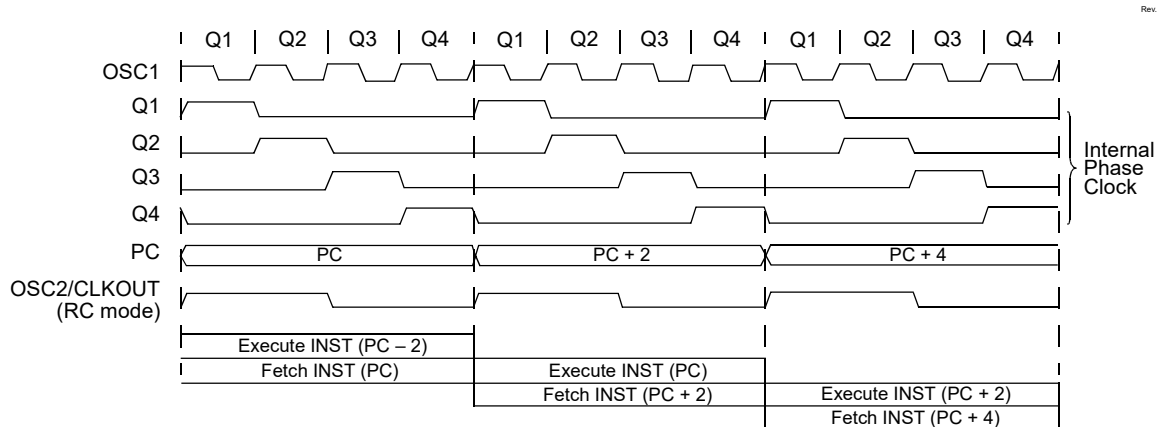 Rev.
Q1 Q2 Q3 Q4 Q1 Q2 Q3 Q4 Q1 Q2 Q3 Q4
OSC1
Q1
Q2
Q3
Q4
Internal
Phase
Clock
PC PC PC + 2 PC + 4
OSC2/CLKOUT
(RC mode)
Execute INST (PC – 2)
Fetch INST (PC) Execute INST (PC)
Fetch INST (PC + 2) Execute INST (PC + 2)
Fetch INST (PC + 4)